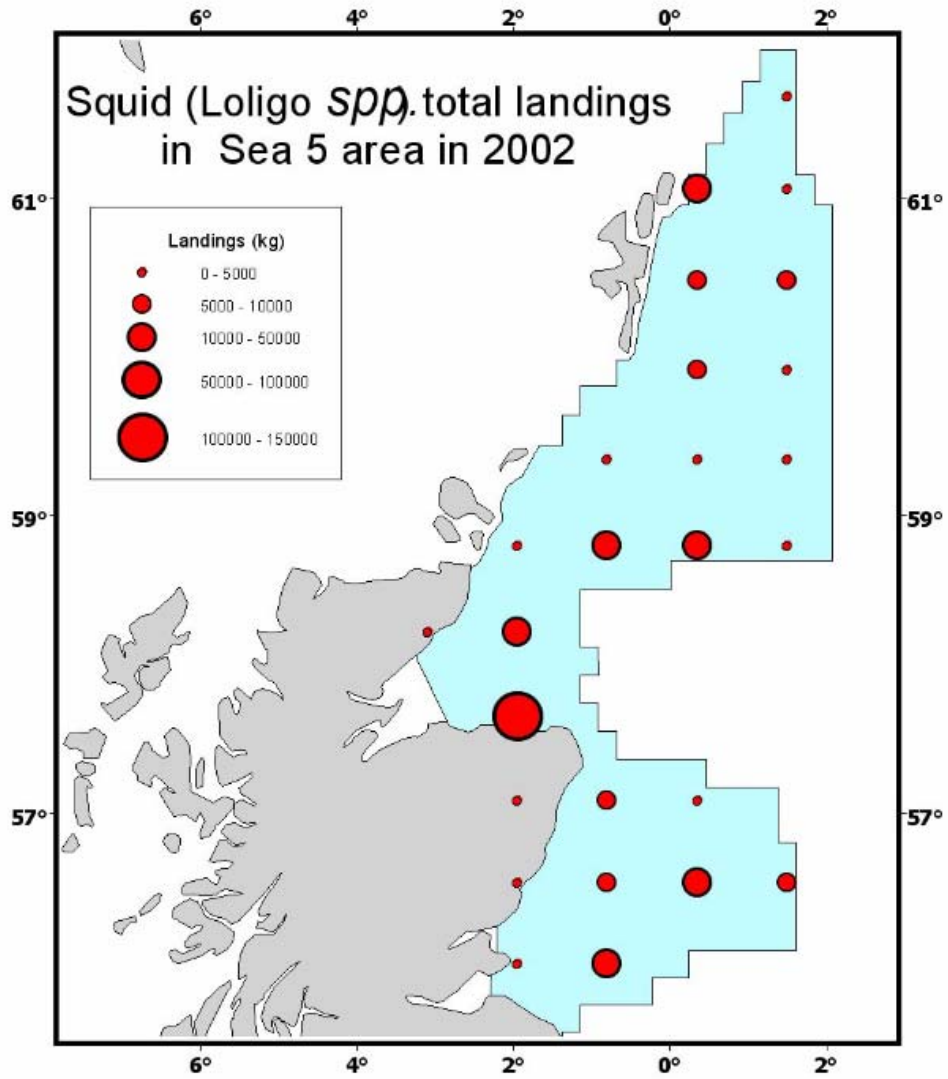 6° 4° 2° 0° 2°
Squid (Loligo spp). total landings
in Sea 5 area in 2002
61° 61°
Landings (kg)
0 - 5000
5000 - 10000
10000 - 50000
50000 - 100000
100000 - 150000
59° 59°
57° 57°
6° 4° 2° 0° 2°